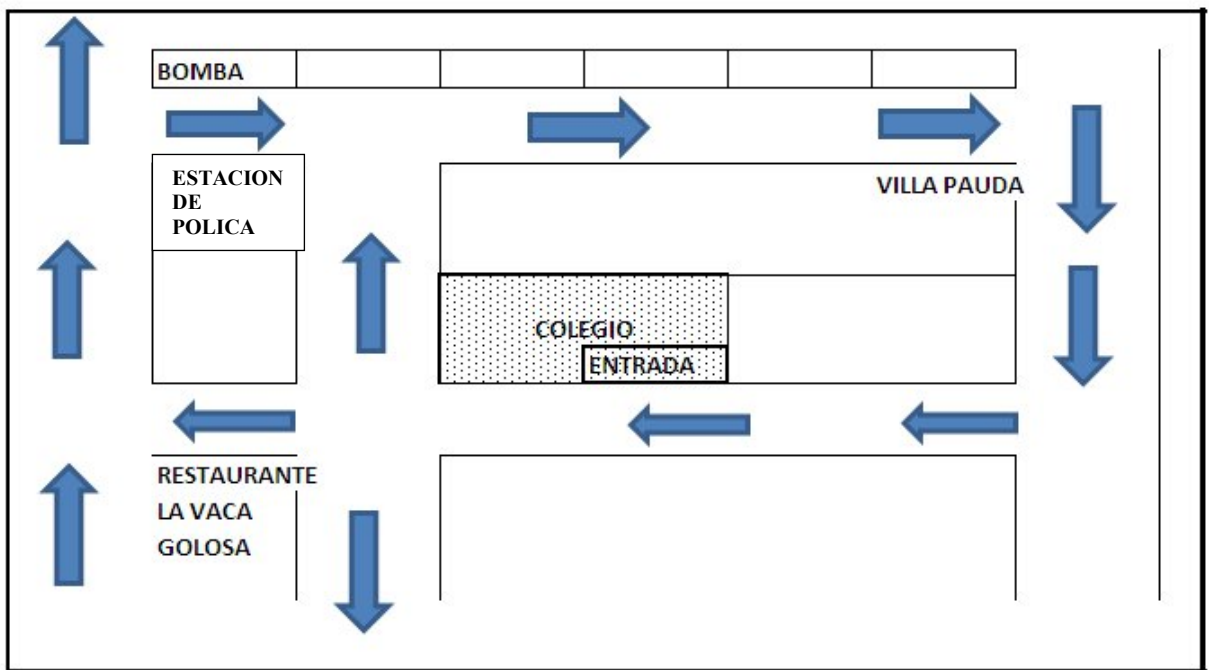 BOMBA
ESTACION
DE
POLICA
VILLA PAUDA
COLEGIO
ENTRADA
RESTAURANTE
LA VACA
GOLOSA